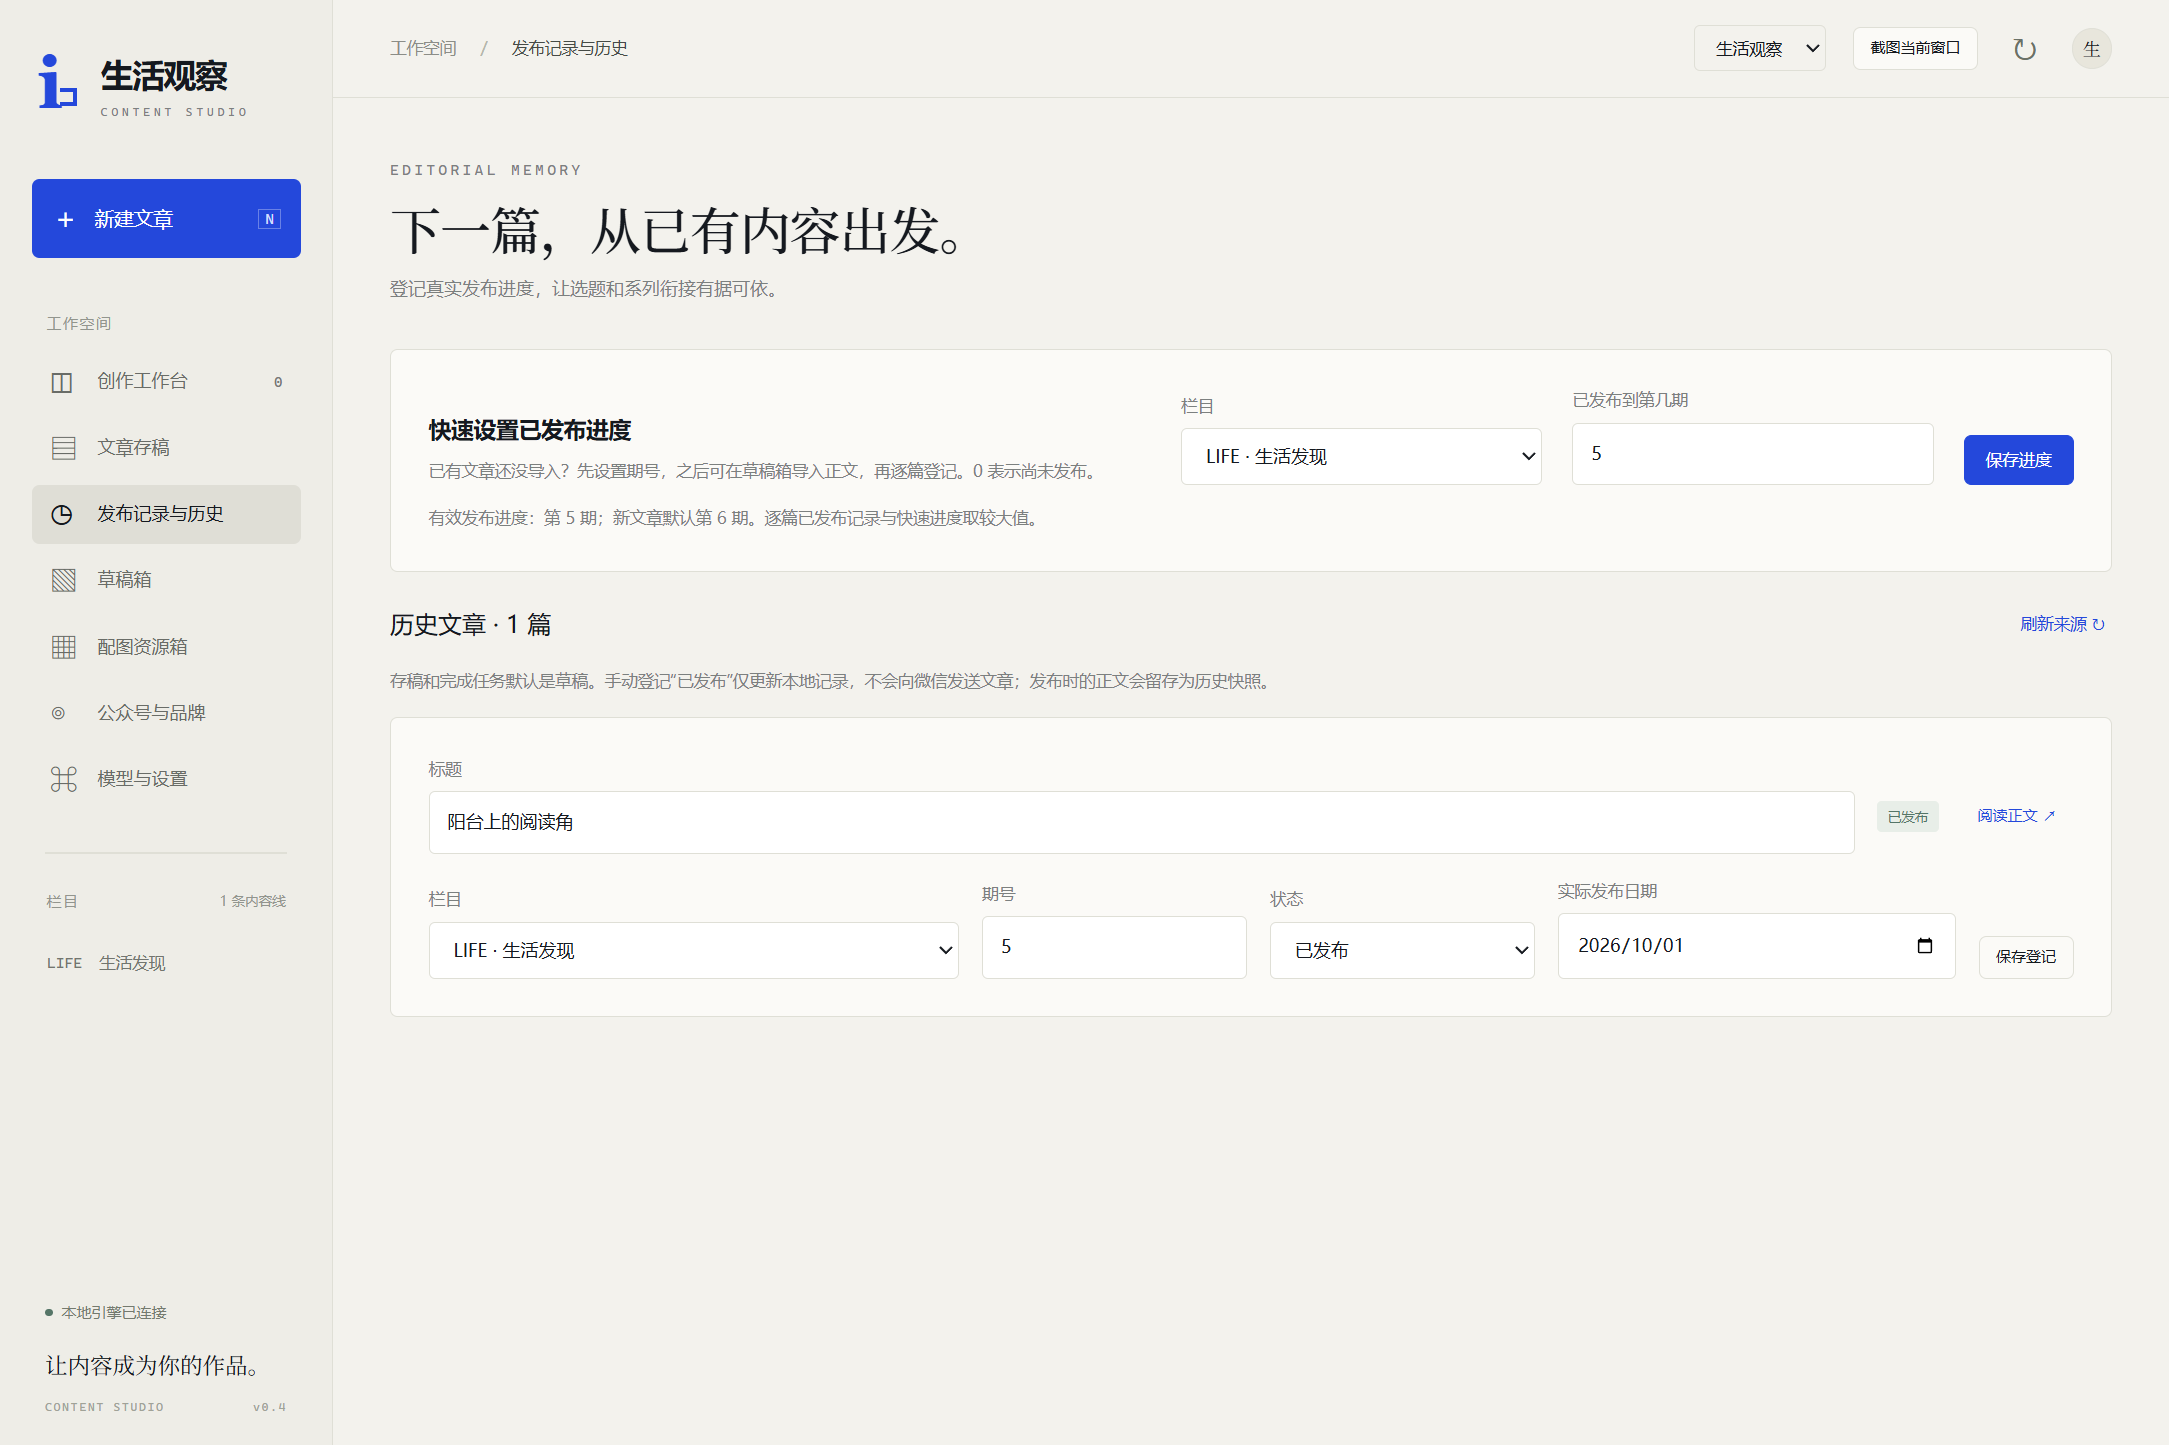 生活观察
CONTENT STUDIO
+ 新建文章 N
工作空间
创作工作台 0
文章存稿
发布记录与历史
草稿箱
配图资源箱
公众号与品牌
模型与设置
栏目 1 条内容线
LIFE 生活发现
本地引擎已连接
让内容成为你的作品。
CONTENT STUDIO v0.4
工作空间 / 发布记录与历史
生活观察
截图当前窗口
生
EDITORIAL MEMORY
下一篇，从已有内容出发。
登记真实发布进度，让选题和系列衔接有据可依。
快速设置已发布进度
已有文章还没导入？先设置期号，之后可在草稿箱导入正文，再逐篇登记。0 表示尚未发布。
有效发布进度：第 5 期；新文章默认第 6 期。逐篇已发布记录与快速进度取较大值。
栏目
LIFE · 生活发现
已发布到第几期
5
保存进度
历史文章 · 1 篇
刷新来源 ↻
存稿和完成任务默认是草稿。手动登记“已发布”仅更新本地记录，不会向微信发送文章；发布时的正文会留存为历史快照。
标题
阳台上的阅读角
已发布
阅读正文 ↗
栏目
LIFE · 生活发现
期号
5
状态
已发布
实际发布日期
2026/10/01
保存登记